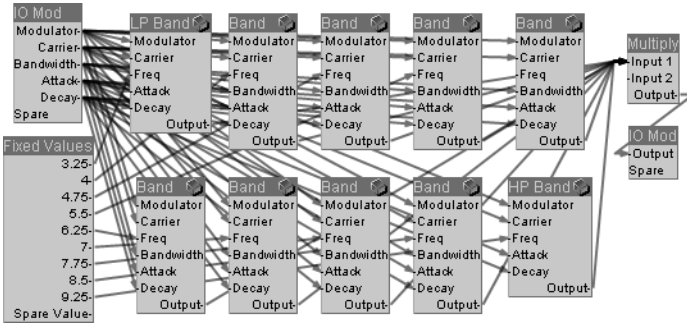 IO Mod
Modulator
Carrier
Bandwidth
Attack
Decay
Spare
LP Band
Modulator
Carrier
Freq
Attack
Decay
Output
Band
Modulator
Carrier
Freq
Bandwidth
Attack
Decay
Output
Band
Modulator
Carrier
Freq
Bandwidth
Attack
Decay
Output
Band
Modulator
Carrier
Freq
Bandwidth
Attack
Decay
Output
Band
Modulator
Carrier
Freq
Bandwidth
Attack
Decay
Output
Multiply
Input 1
Input 2
Output
IO Mod
Output
Spare
Fixed Values
3.25
4
4.75
5.5
6.25
7
7.75
8.5
9.25
Spare Value
Band
Modulator
Carrier
Freq
Bandwidth
Attack
Decay
Output
Band
Modulator
Carrier
Freq
Bandwidth
Attack
Decay
Output
Band
Modulator
Carrier
Freq
Bandwidth
Attack
Decay
Output
Band
Modulator
Carrier
Freq
Bandwidth
Attack
Decay
Output
HP Band
Modulator
Carrier
Freq
Attack
Decay
Output